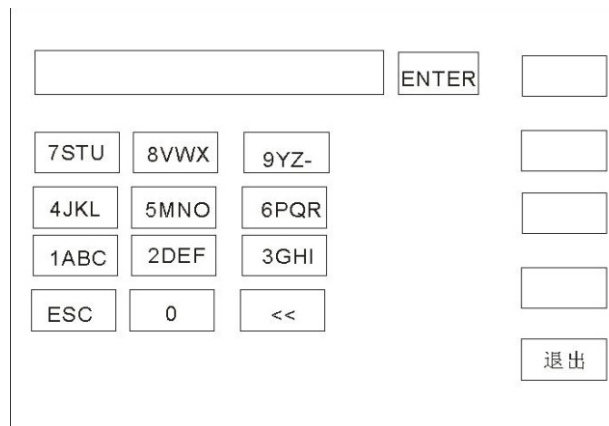 ENTER
7STU 8VWX 9YZ-
4JKL 5MNO 6PQR
1ABC 2DEF 3GHI
ESC 0 <<
退出